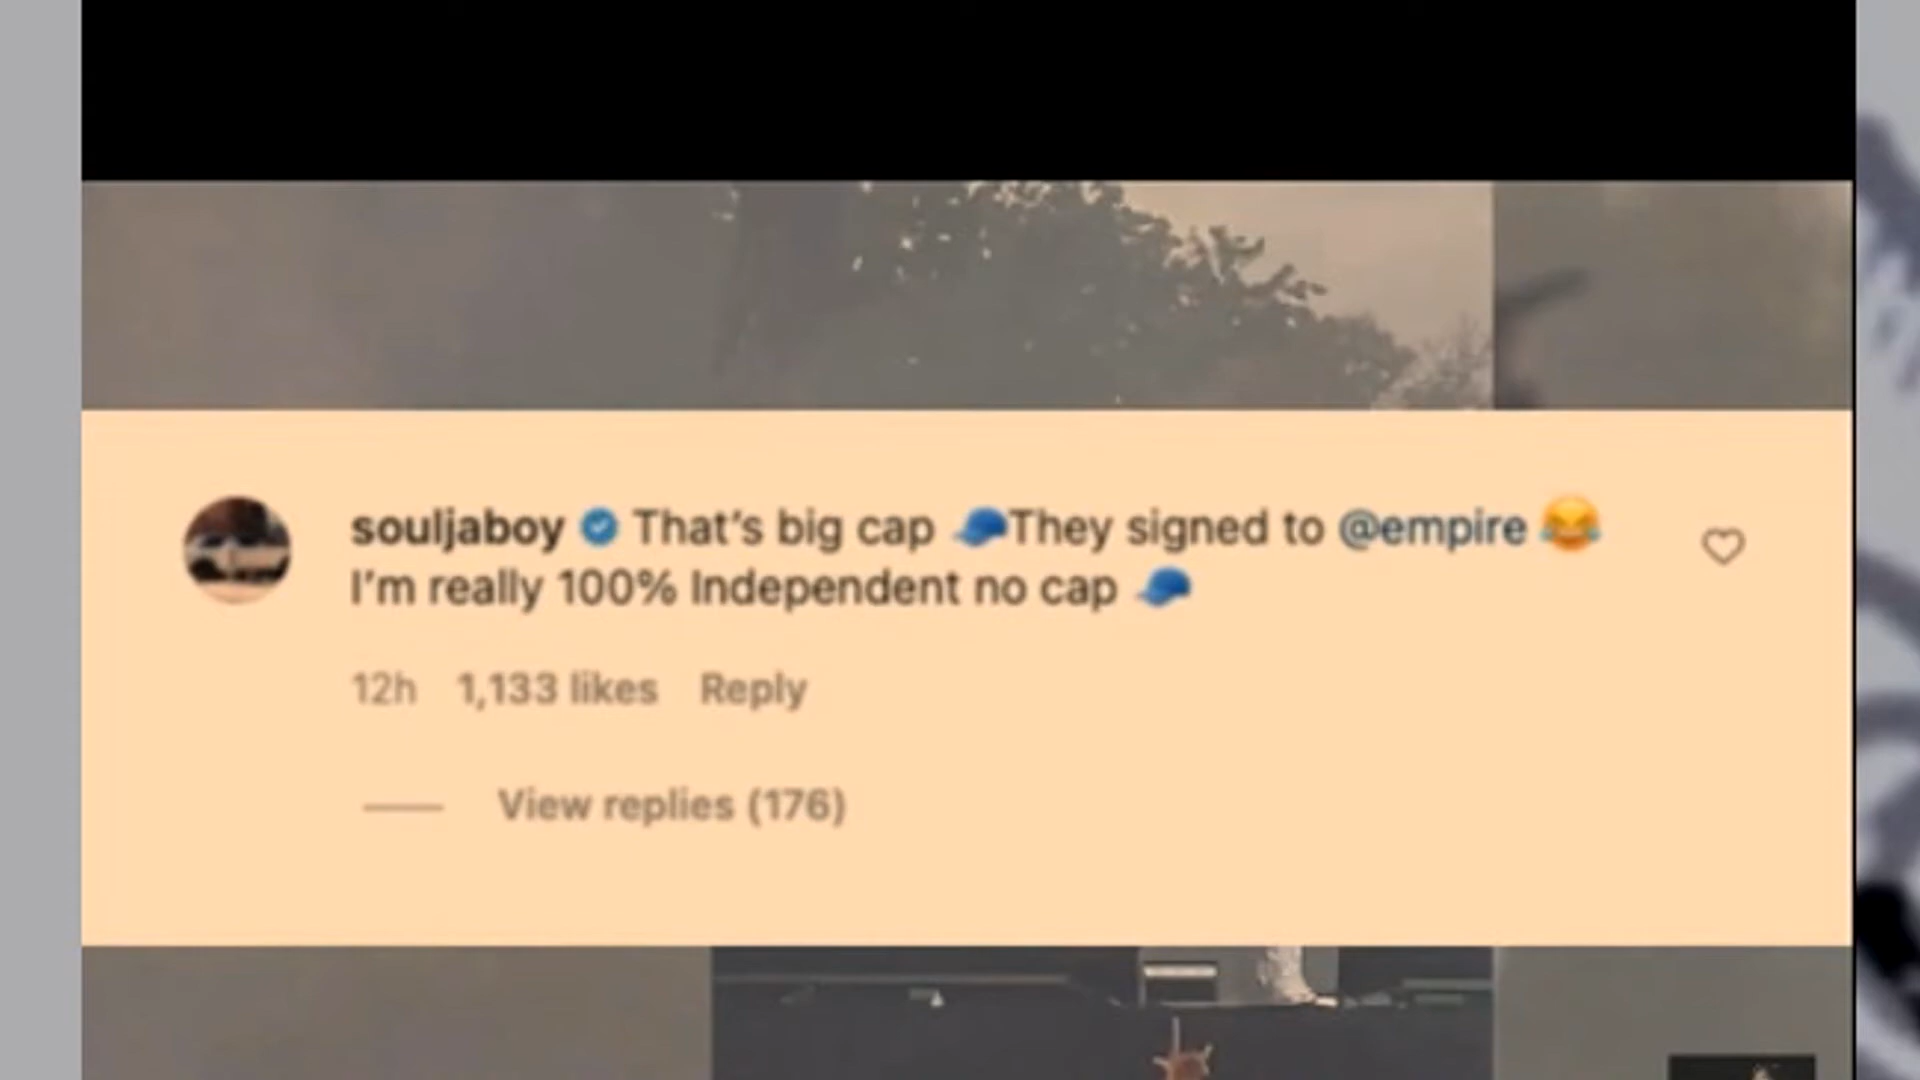 souljaboy That's big cap 🧢They signed to @empire 😂
I'm really 100% Independent no cap 🧢
12h 1,133 likes Reply
View replies (176)